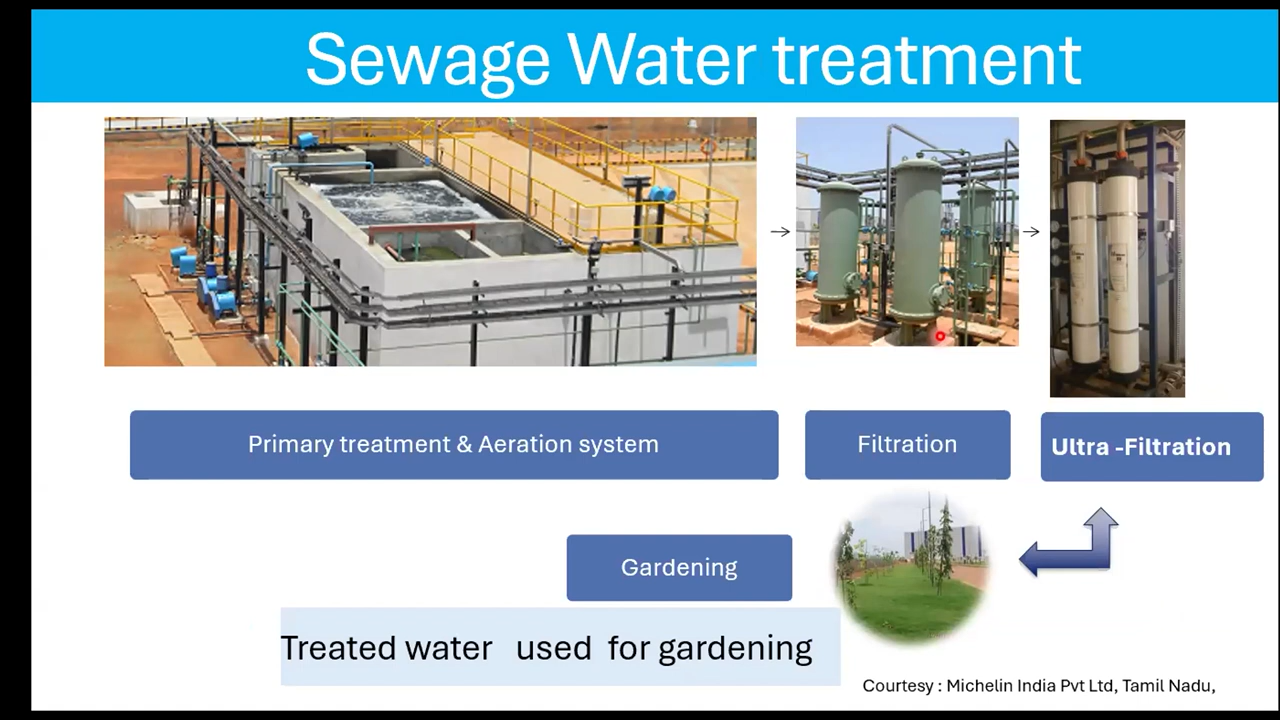 Sewage Water treatment
Primary treatment & Aeration system
Filtration
Ultra -Filtration
Gardening
Treated water used for gardening
Courtesy : Michelin India Pvt Ltd, Tamil Nadu,